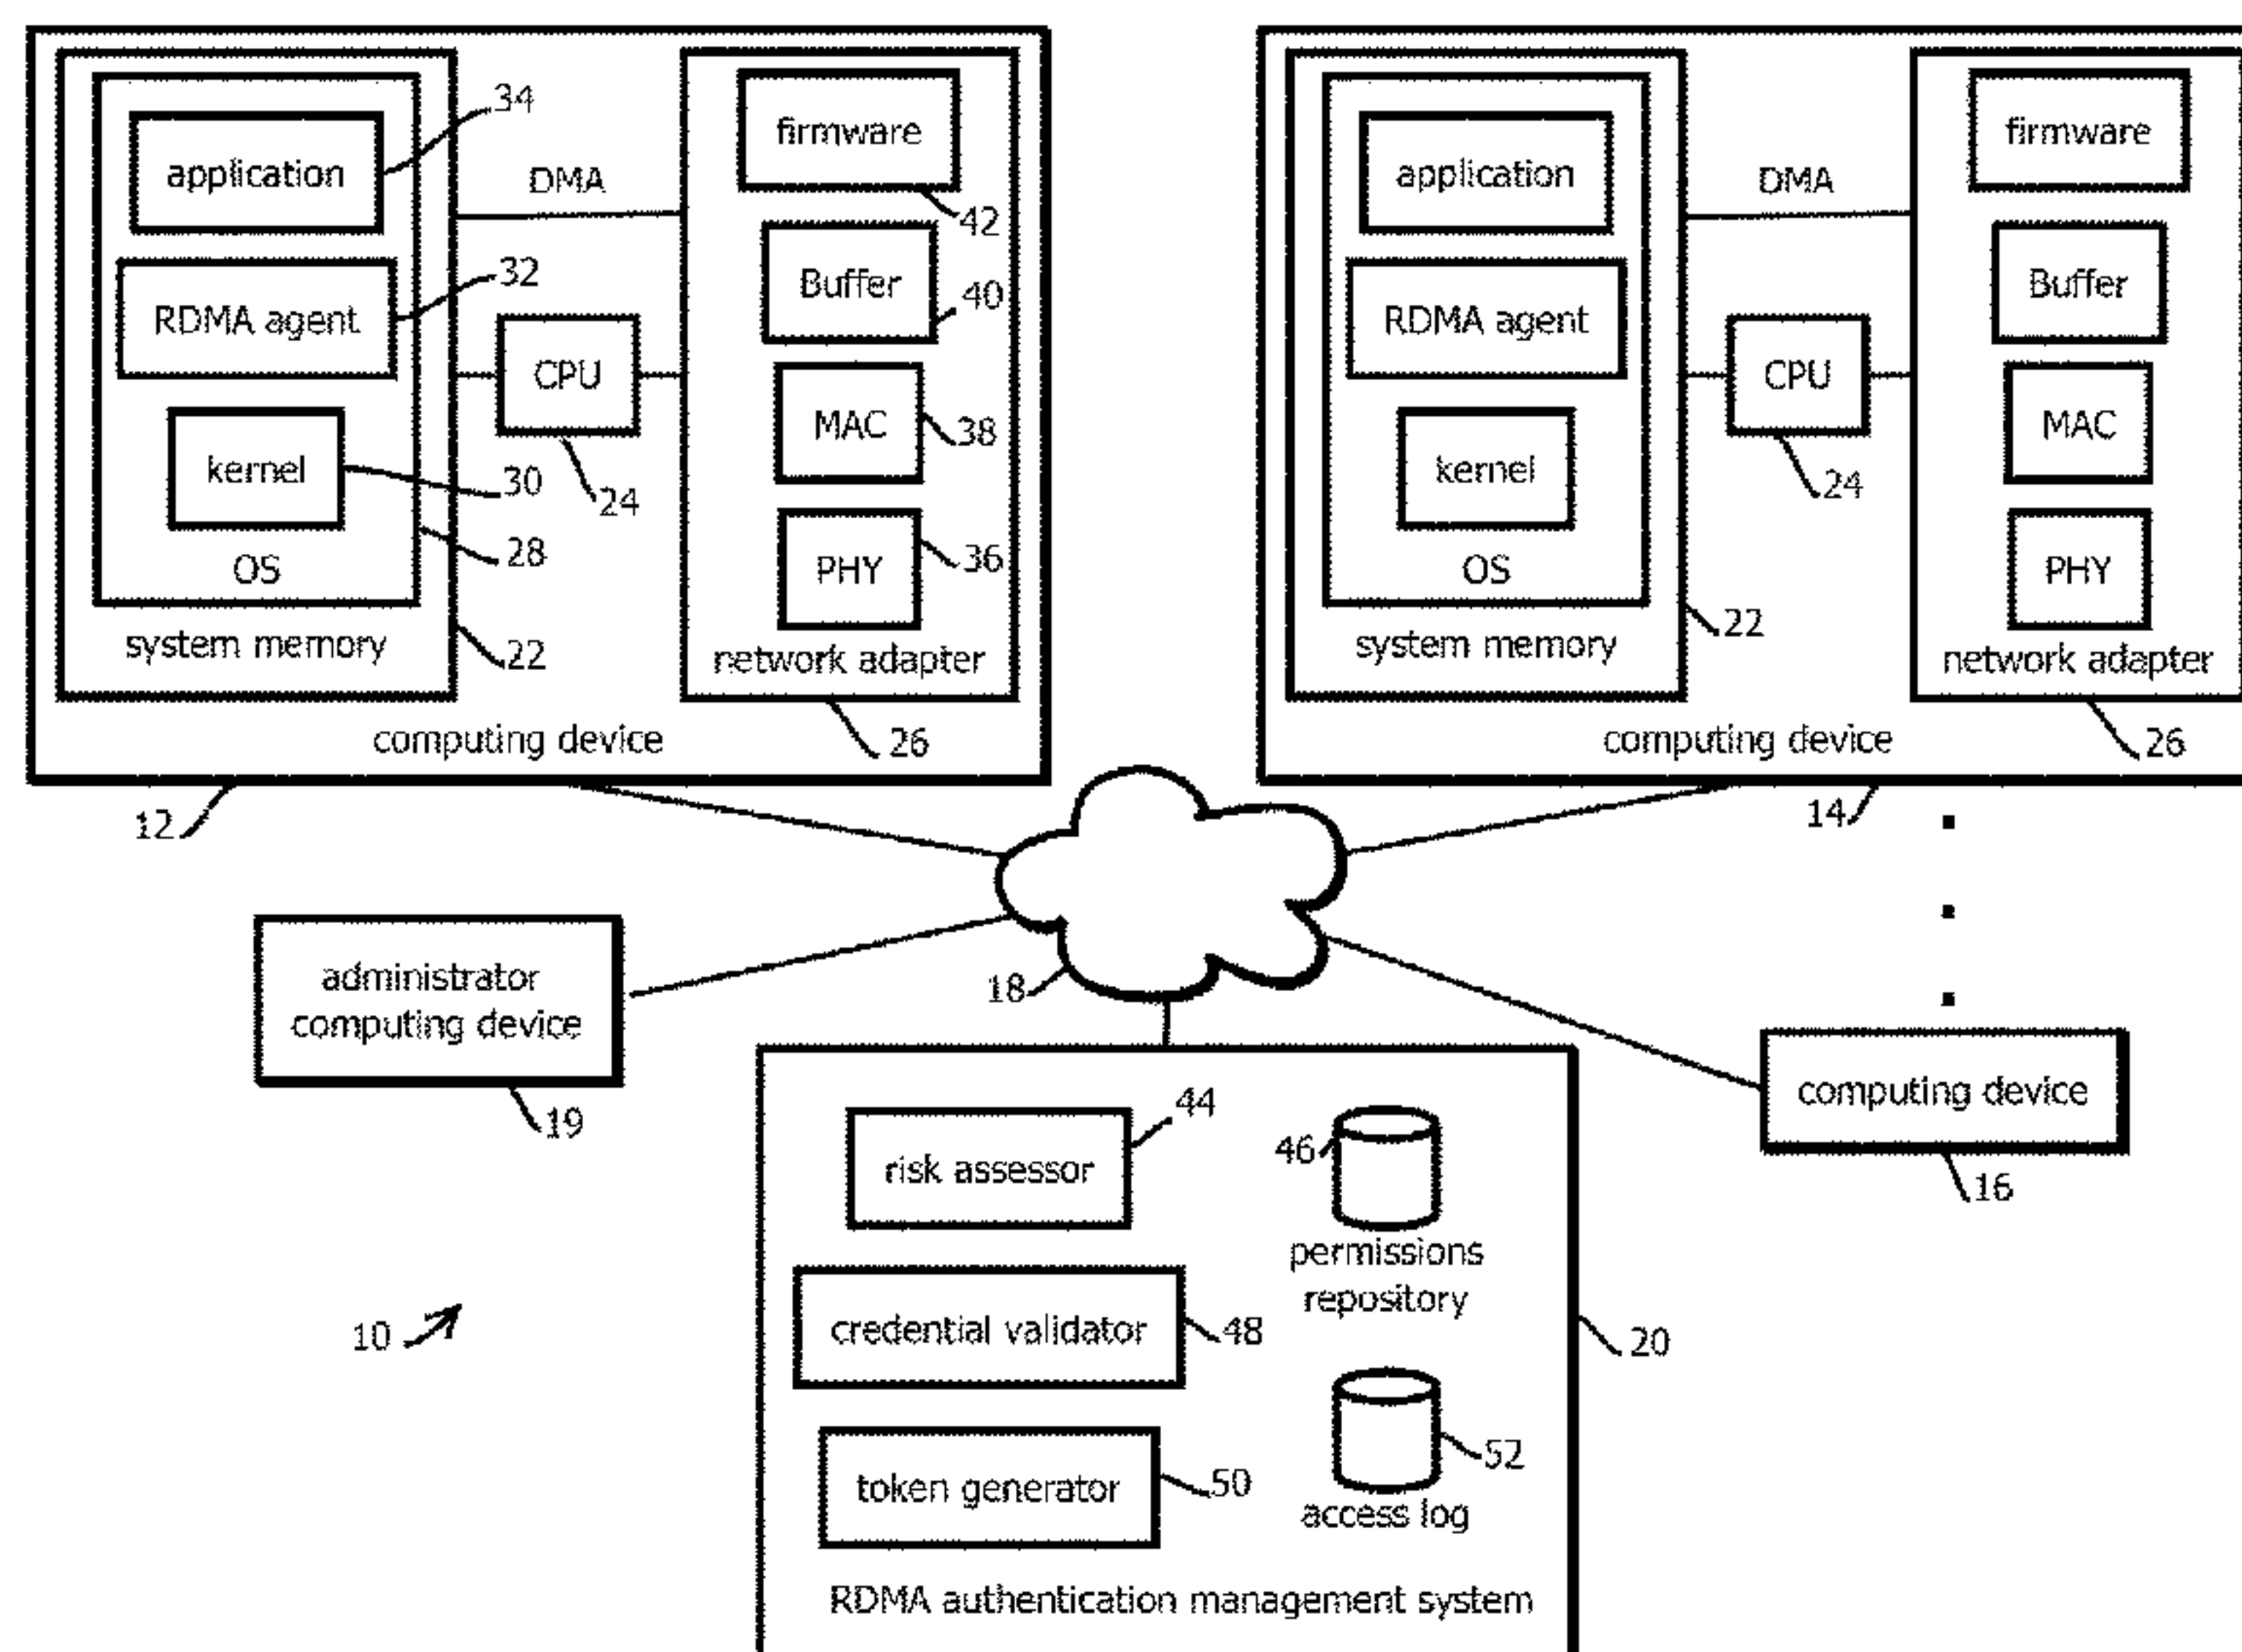 application
34
DMA
firmware
42
RDMA agent
32
Buffer
40
CPU
24
MAC
38
kernel
30
PHY
36
OS
28
system memory
22
network adapter
26
computing device
12
application
DMA
firmware
RDMA agent
Buffer
CPU
24
MAC
kernel
PHY
OS
system memory
22
network adapter
26
computing device
14
18
administrator
computing device
19
computing device
16
10
risk assessor
44
46
permissions
repository
credential validator
48
20
token generator
50
52
access log
RDMA authentication management system